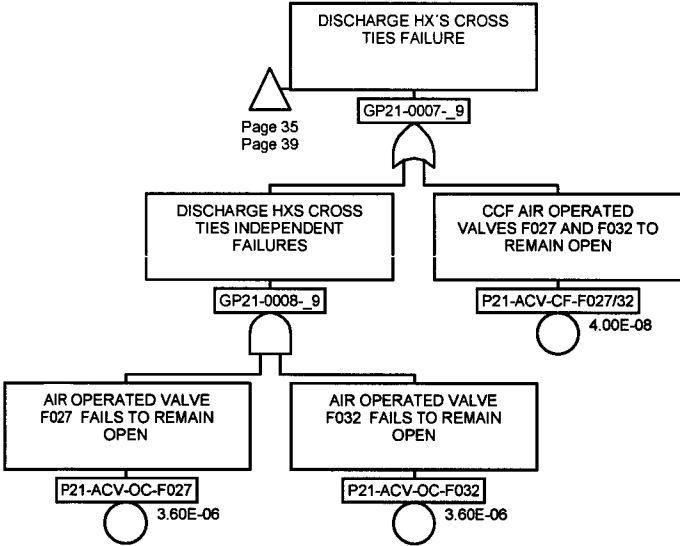 DISCHARGE HX'S CROSS
TIES FAILURE
GP21-0007-_9
Page 35
Page 39
DISCHARGE HXS CROSS
TIES INDEPENDENT
FAILURES
GP21-0008-_9
CCF AIR OPERATED
VALVES F027 AND F032 TO
REMAIN OPEN
P21-ACV-CF-F027/32
4.00E-08
AIR OPERATED VALVE
F027 FAILS TO REMAIN
OPEN
P21-ACV-OC-F027
3.60E-06
AIR OPERATED VALVE
F032 FAILS TO REMAIN
OPEN
P21-ACV-OC-F032
3.60E-06